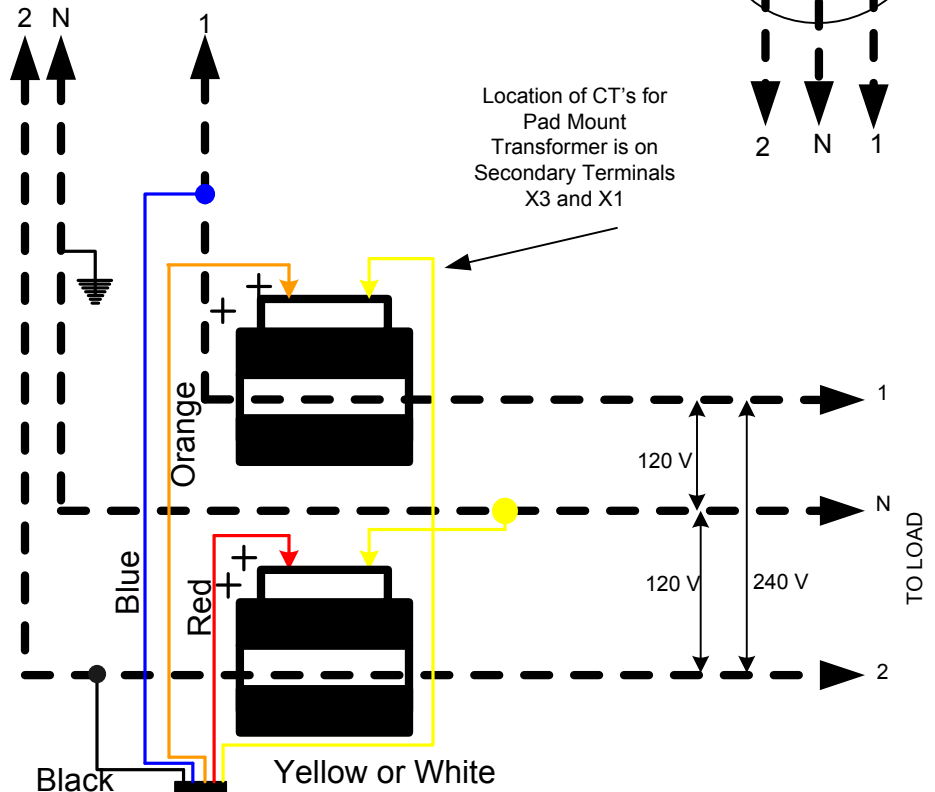 2 N
1
2 N 1
Location of CT's for
Pad Mount
Transformer is on
Secondary Terminals
X3 and X1
+
+
Orange
1
120 V
N
Blue
Red
+
+
120 V
240 V
TO LOAD
2
Black
Yellow or White